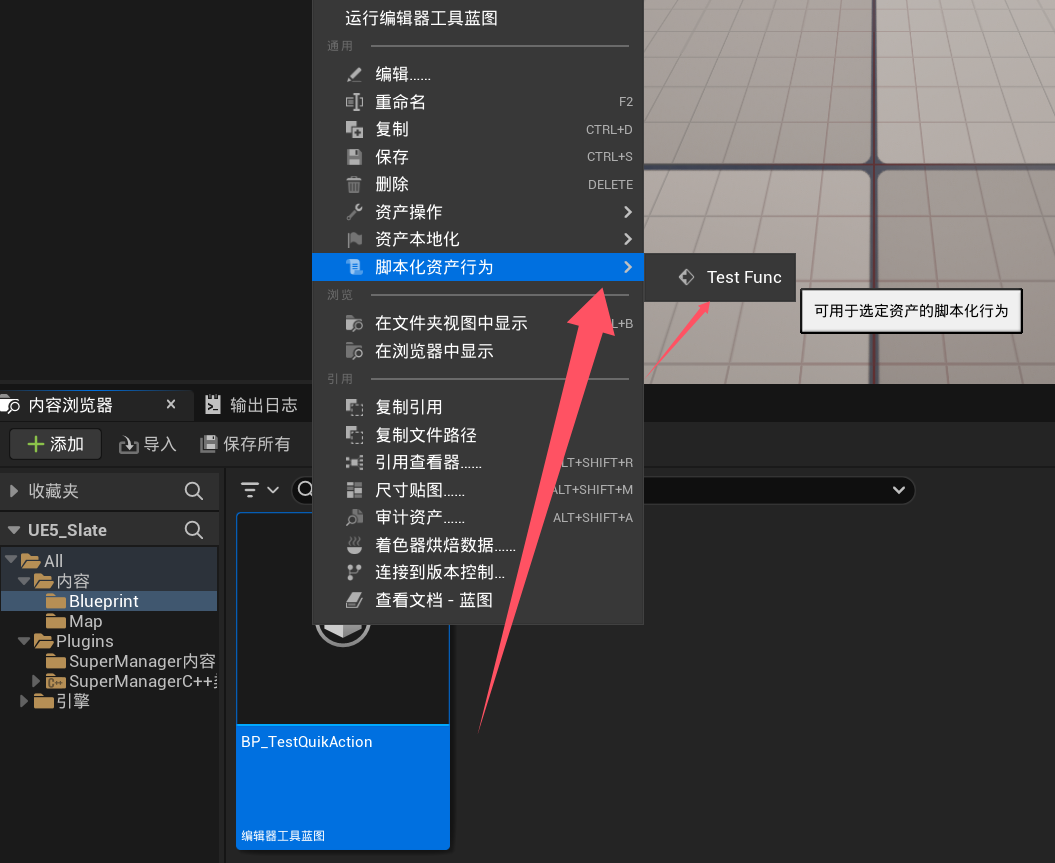 运行编辑器工具蓝图
通用
编辑......
重命名 F2
复制 CTRL+D
保存 CTRL+S
删除 DELETE
资产操作
资产本地化
脚本化资产行为
Test Func
可用于选定资产的脚本化行为
浏览
在文件夹视图中显示 L+B
在浏览器中显示
引用
复制引用
复制文件路径
引用查看器...... LT+SHIFT+R
尺寸贴图...... ALT+SHIFT+M
审计资产...... ALT+SHIFT+A
着色器烘焙数据......
连接到版本控制...
查看文档 - 蓝图
内容浏览器
输出日志
添加
导入
保存所有
收藏夹
UE5_Slate
All
内容
Blueprint
Map
Plugins
SuperManager内容
SuperManagerC++
引擎
BP_TestQuikAction
编辑器工具蓝图